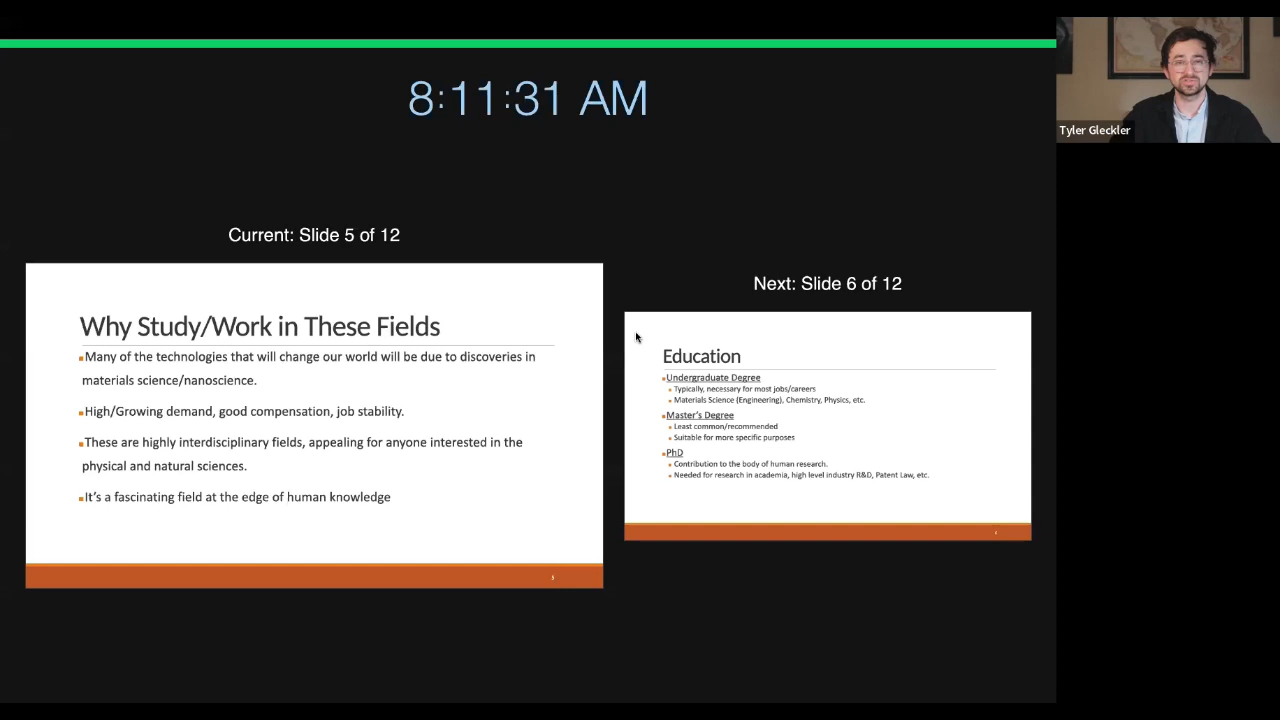 8:11:31 AM
Tyler Gleckler
Current: Slide 5 of 12
Why Study/Work in These Fields
Many of the technologies that will change our world will be due to discoveries in
materials science/nanoscience.
High/Growing demand, good compensation, job stability.
These are highly interdisciplinary fields, appealing for anyone interested in the
physical and natural sciences.
It's a fascinating field at the edge of human knowledge
5
Next: Slide 6 of 12
Education
Undergraduate Degree
Typically, necessary for most jobs/careers
Materials Science (Engineering), Chemistry, Physics, etc.
Master's Degree
Least common/recommended
Suitable for more specific purposes
PhD
Contribution to the body of human research.
Needed for research in academia, high level industry R&D, Patent Law, etc.